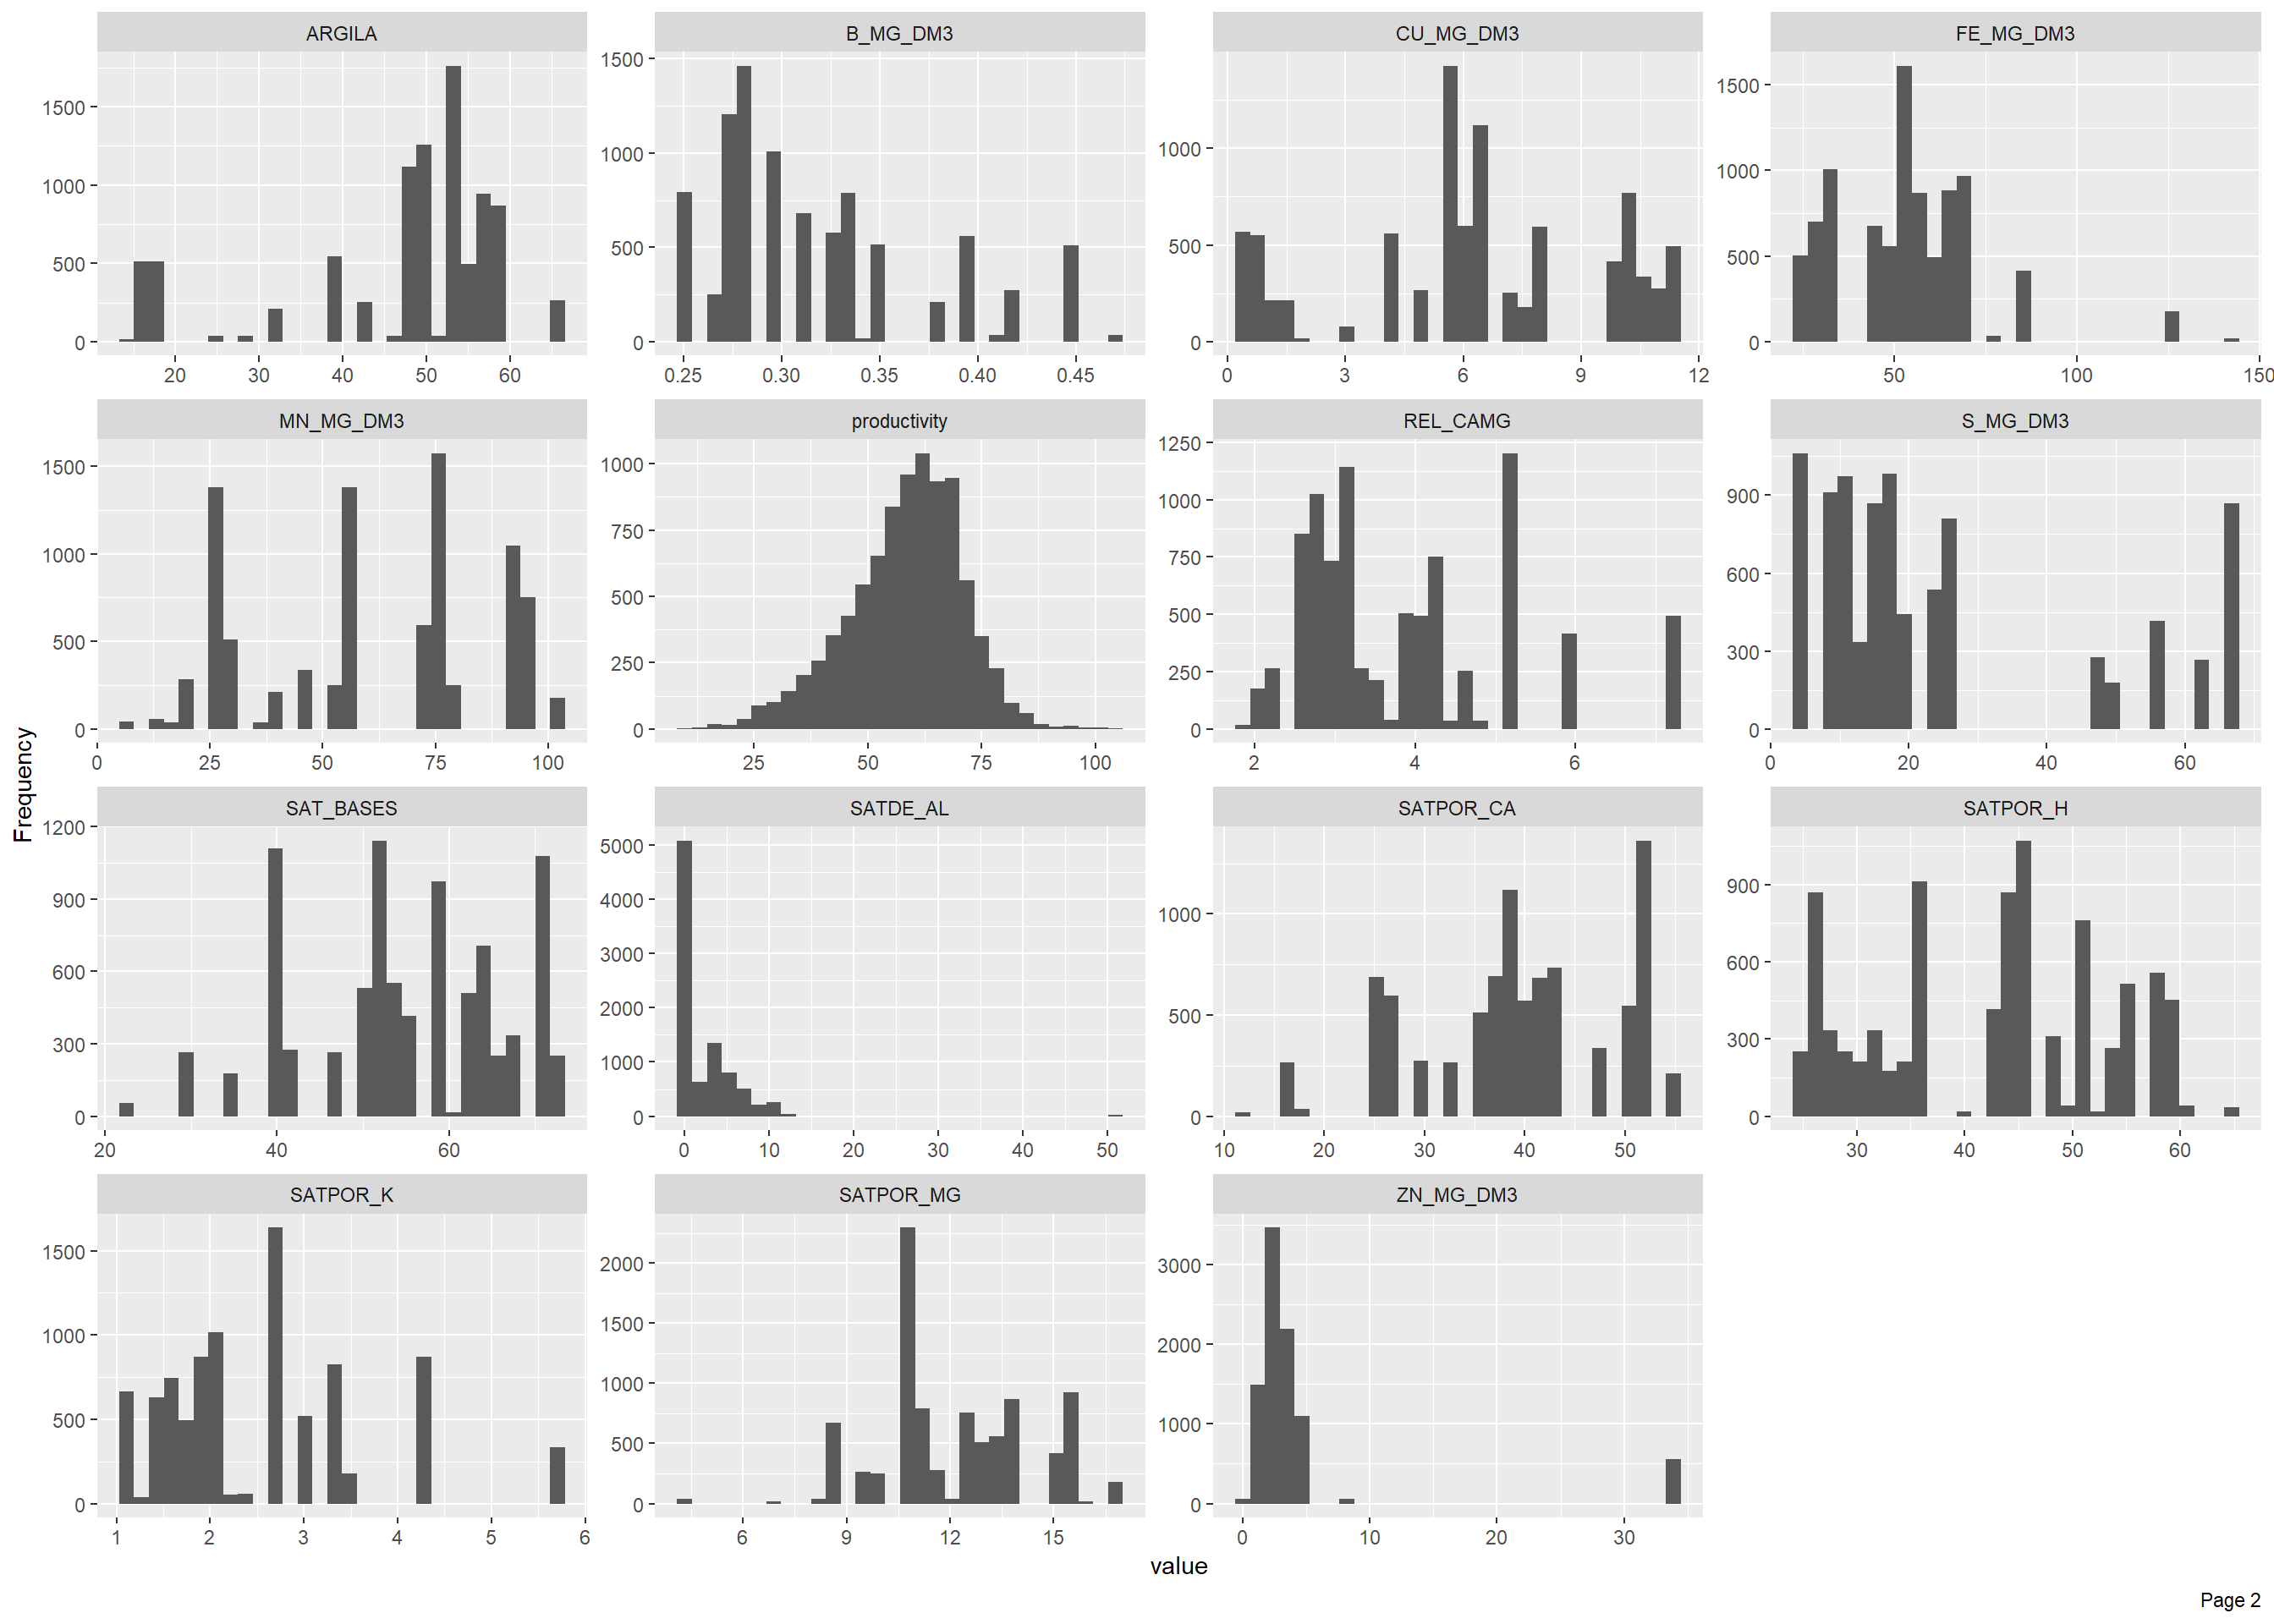 ARGILA B_MG_DM3 CU_MG_DM3 FE_MG_DM3
1500 1000 500 0
1500 1000 500 0
1000 500 0
1500 1000 500 0
20 30 40 50 60
0.25 0.30 0.35 0.40 0.45
0 3 6 9 12
50 100 150
MN_MG_DM3 productivity REL_CAMG S_MG_DM3
1500 1000 500 0
1000 750 500 250 0
1250 1000 750 500 250 0
900 600 300 0
0 25 50 75 100
25 50 75 100
2 4 6
0 20 40 60
Frequency
SAT_BASES SATDE_AL SATPOR_CA SATPOR_H
1200 900 600 300 0
5000 4000 3000 2000 1000 0
1000 500 0
900 600 300 0
20 40 60
0 10 20 30 40 50
10 20 30 40 50
30 40 50 60
SATPOR_K SATPOR_MG ZN_MG_DM3
1500 1000 500 0
2000 1500 1000 500 0
3000 2000 1000 0
1 2 3 4 5 6
6 9 12 15
0 10 20 30
value
Page 2